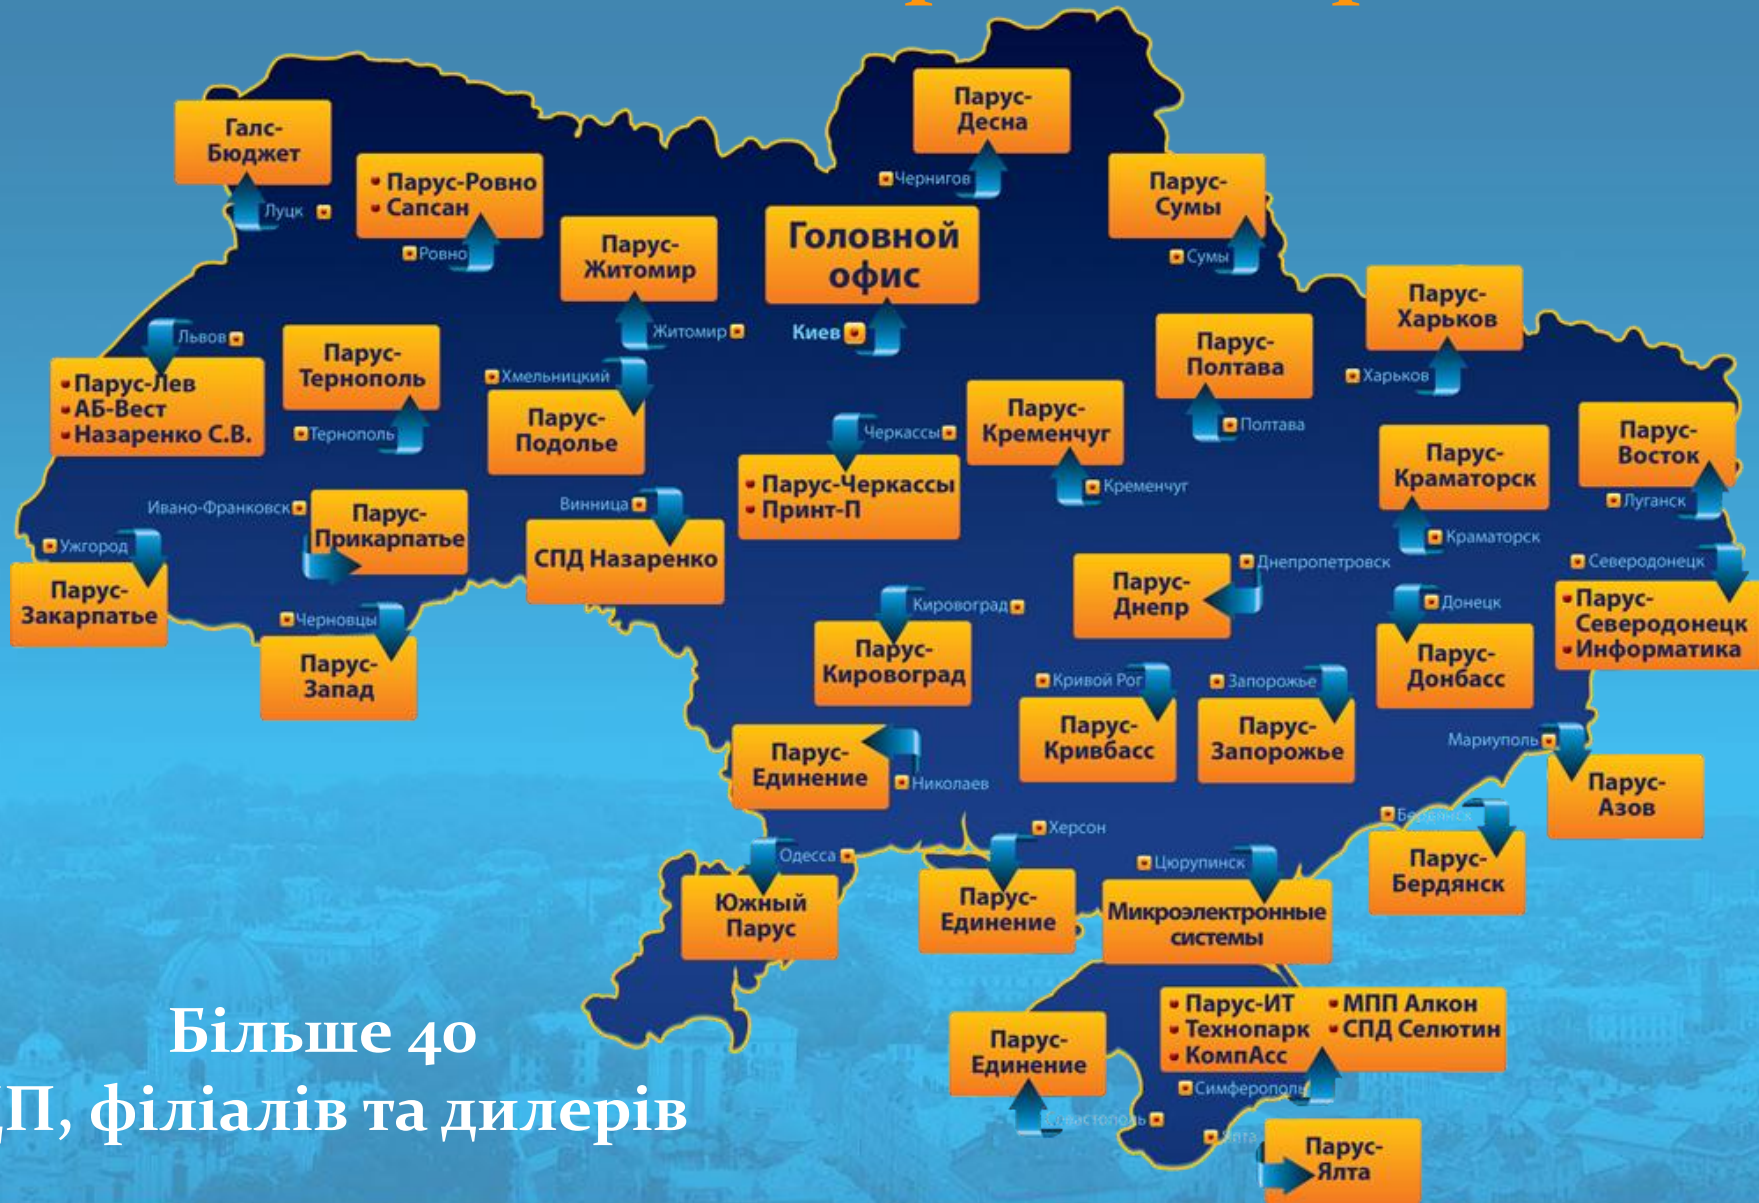 Парус-
Десна
Чернигов
Галс-
Бюджет
Луцк
Парус-Ровно
Сапсан
Ровно
Парус-
Житомир
Житомир
Головной
офис
Киев
Парус-
Сумы
Сумы
Парус-
Харьков
Харьков
Львов
Парус-Лев
АБ-Вест
Назаренко С.В.
Парус-
Тернополь
Тернополь
Хмельницкий
Парус-
Подолье
Черкассы
Парус-Черкассы
Принт-П
Парус-
Кременчуг
Кременчуг
Парус-
Полтава
Полтава
Парус-
Краматорск
Краматорск
Парус-
Восток
Луганск
Ивано-Франковск
Парус-
Прикарпатье
Ужгород
Парус-
Закарпатье
Черновцы
Парус-
Запад
Винница
СПД Назаренко
Кировоград
Парус-
Кировоград
Днепропетровск
Парус-
Днепр
Донецк
Парус-
Донбасс
Северодонецк
Парус-
Северодонецк
Информатика
Кривой Рог
Парус-
Кривбасс
Запорожье
Парус-
Запорожье
Мариуполь
Парус-
Азов
Парус-
Единение
Николаев
Бердянск
Парус-
Бердянск
Одесса
Южный
Парус
Херсон
Парус-
Единение
Цюрупинск
Микроэлектронные
системы
Парус-ИТ
Технопарк
КомпАсс
МПП Алкон
СПД Селютин
Симферополь
Парус-
Единение
Севастополь
Ялта
Парус-
Ялта
Більше 40
П, філіалів та дилерів